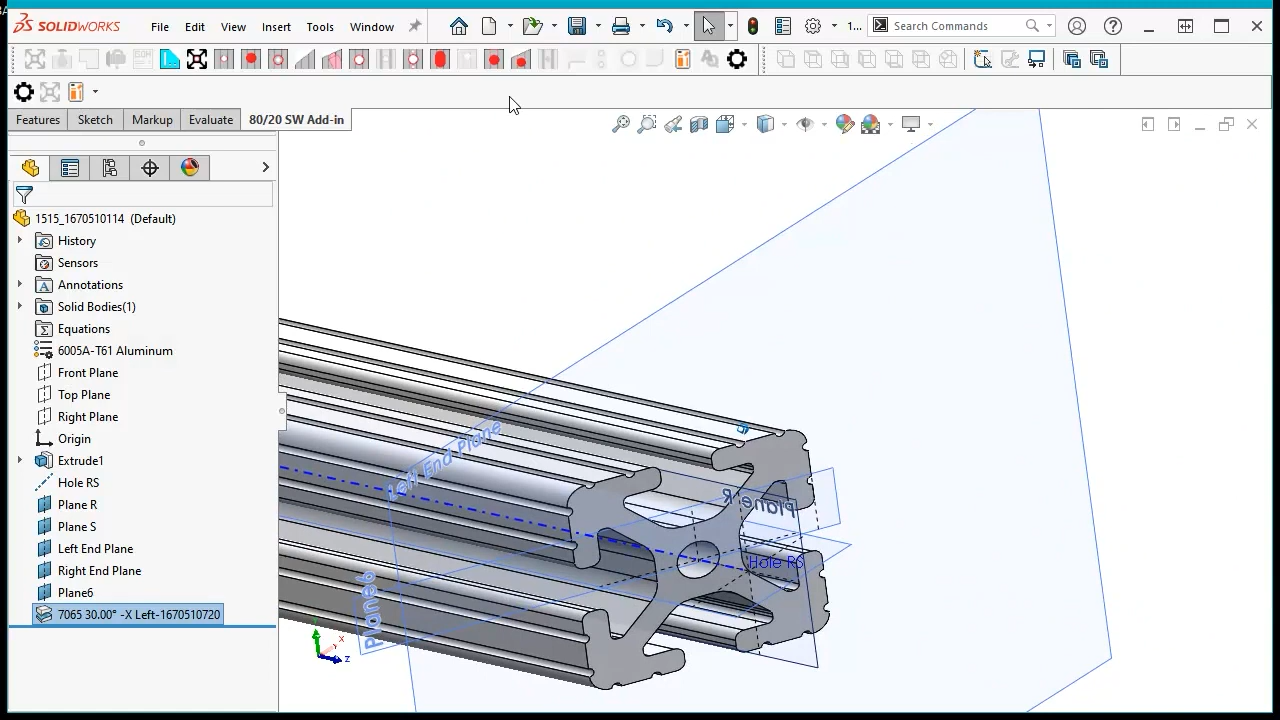 SOLIDWORKS
File Edit View Insert Tools Window
1...
Search Commands
Features Sketch Markup Evaluate 80/20 SW Add-in
1515_1670510114 (Default)
History
Sensors
Annotations
Solid Bodies(1)
Equations
6005A-T61 Aluminum
Front Plane
Top Plane
Right Plane
Origin
Extrude1
Hole RS
Plane R
Plane S
Left End Plane
Right End Plane
Plane6
7065 30.00° -X Left-1670510720
Left End Plane
Plane R
Hole RS
Plane6
X
Z